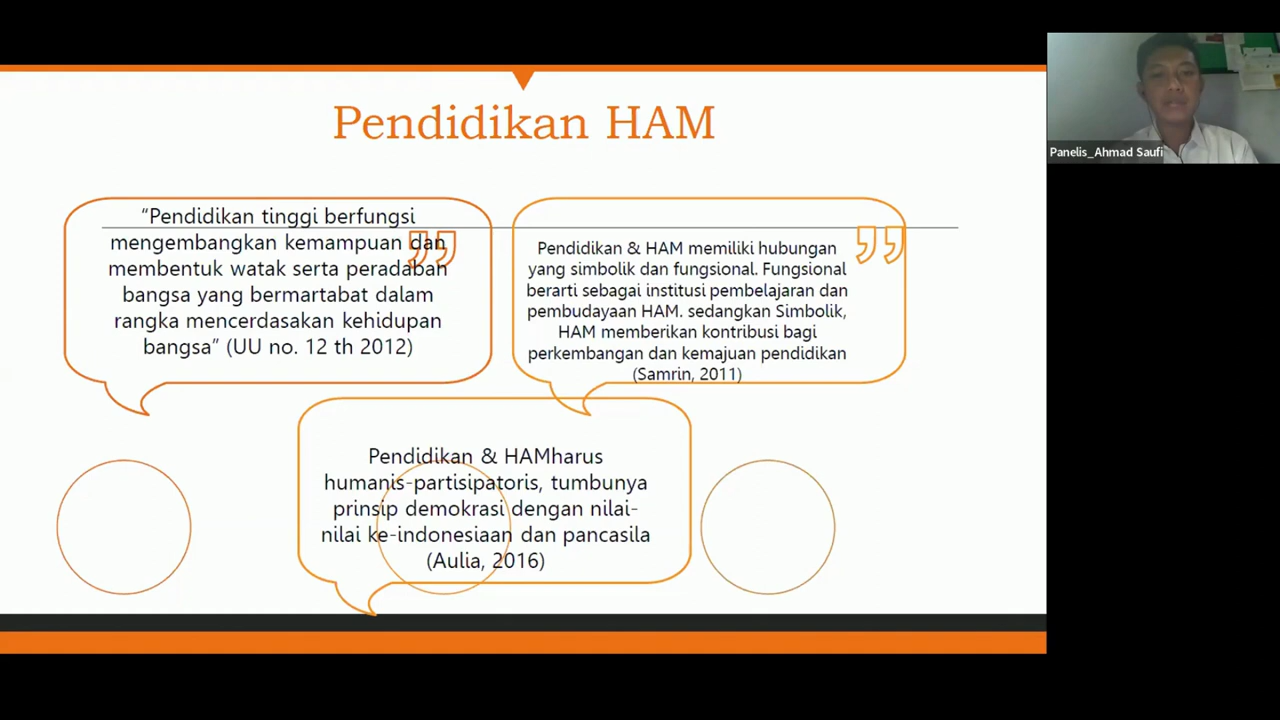 Pendidikan HAM
“Pendidikan tinggi berfungsi
mengembangkan kemampuan dan
membentuk watak serta peradabah
bangsa yang bermartabat dalam
rangka mencerdasakan kehidupan
bangsa” (UU no. 12 th 2012)
Pendidikan & HAM memiliki hubungan
yang simbolik dan fungsional. Fungsional
berarti sebagai institusi pembelajaran dan
pembudayaan HAM. sedangkan Simbolik,
HAM memberikan kontribusi bagi
perkembangan dan kemajuan pendidikan
(Samrin, 2011)
Pendidikan & HAMharus
humanis-partisipatoris, tumbunya
prinsip demokrasi dengan nilai-
nilai ke-indonesiaan dan pancasila
(Aulia, 2016)
Panelis_Ahmad Saufi